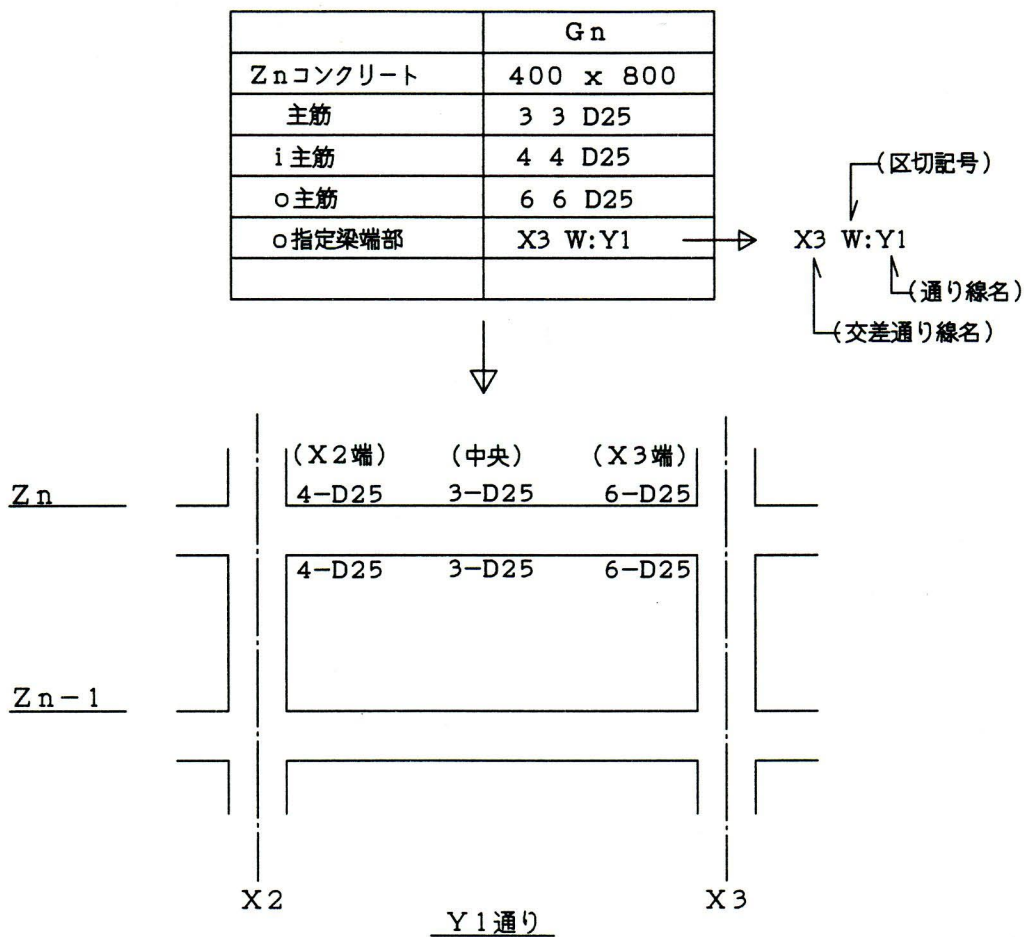 Gn
Znコンクリート 400 x 800
主筋 3 3 D25
i主筋 4 4 D25
o主筋 6 6 D25
o指定梁端部 X3 W:Y1
(区切記号)
X3 W:Y1
(通り線名)
(交差通り線名)
(X2端) (中央) (X3端)
Zn 4-D25 3-D25 6-D25
4-D25 3-D25 6-D25
Zn-1
X2 X3
Y1通り